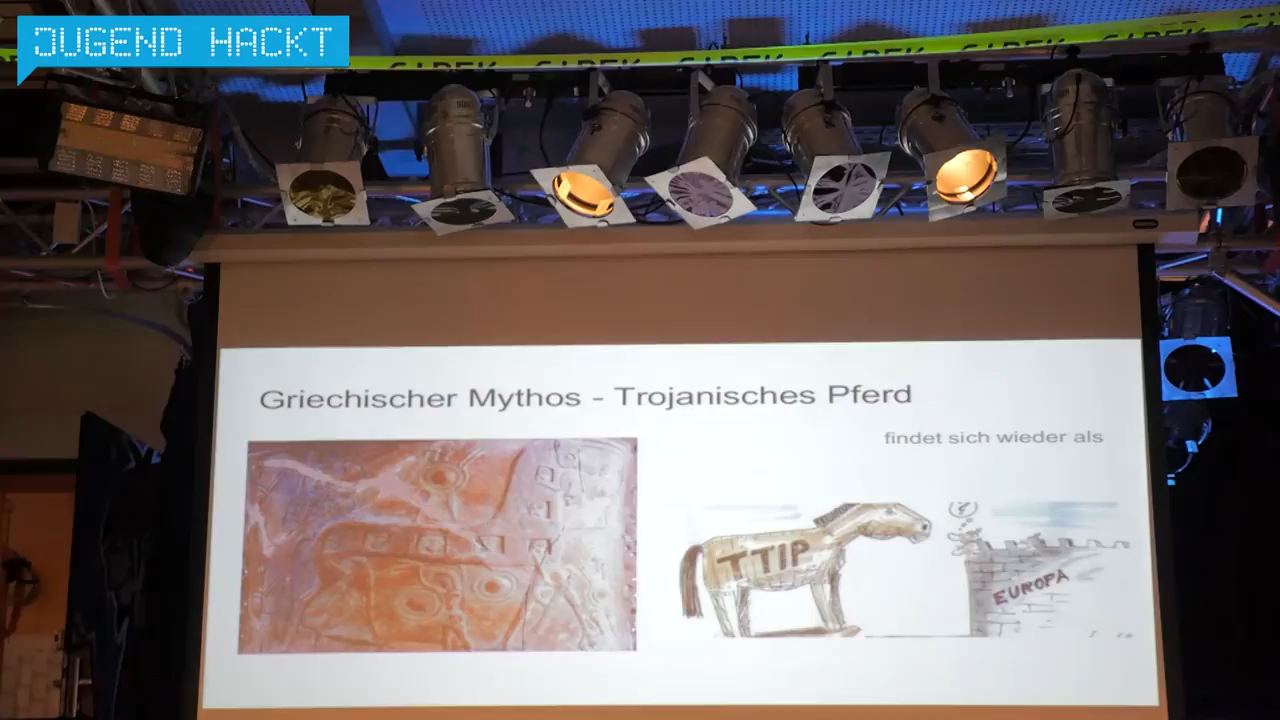 JUGEND HACKT
Griechischer Mythos - Trojanisches Pferd
findet sich wieder als
TTIP
EUROPA